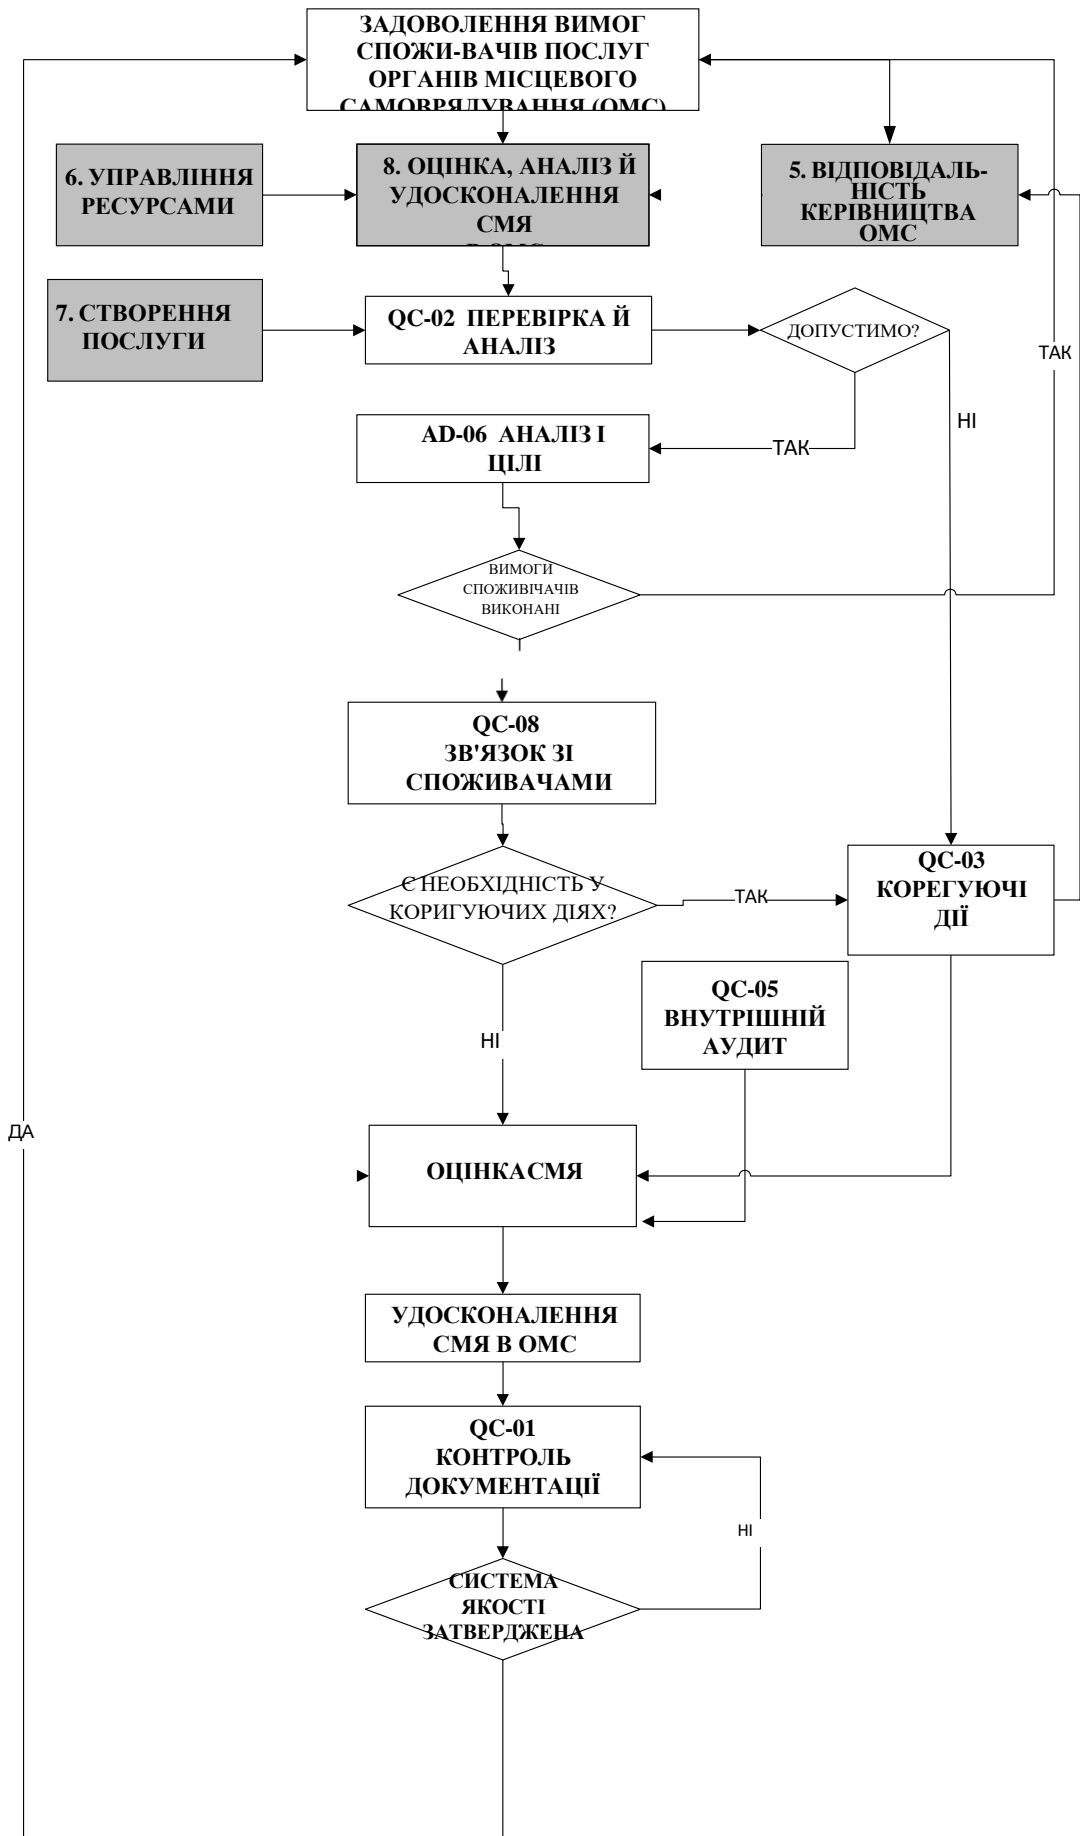 ЗАДОВОЛЕННЯ ВИМОГ
СПОЖИ-ВАЧІВ ПОСЛУГ
ОРГАНІВ МІСЦЕВОГО
САМОВРЯДУВАННЯ (ОМС)
6. УПРАВЛІННЯ
РЕСУРСАМИ
8. ОЦІНКА, АНАЛІЗ Й
УДОСКОНАЛЕННЯ
СМЯ
В ОМС
5. ВІДПОВІДАЛЬ-
НІСТЬ
КЕРІВНИЦТВА
ОМС
7. СТВОРЕННЯ
ПОСЛУГИ
QC-02 ПЕРЕВІРКА Й
АНАЛІЗ
ДОПУСТИМО?
ТАК
НІ
AD-06 АНАЛІЗ І
ЦІЛІ
ТАК
ВИМОГИ
СПОЖИВІЧАЧІВ
ВИКОНАНІ
QC-08
ЗВ'ЯЗОК ЗІ
СПОЖИВАЧАМИ
Є НЕОБХІДНІСТЬ У
КОРИГУЮЧИХ ДІЯХ?
ТАК
QC-03
КОРЕГУЮЧІ
ДІЇ
QC-05
ВНУТРІШНІЙ
АУДИТ
НІ
ДА
ОЦІНКАСМЯ
УДОСКОНАЛЕННЯ
СМЯ В ОМС
QC-01
КОНТРОЛЬ
ДОКУМЕНТАЦІЇ
НІ
СИСТЕМА
ЯКОСТІ
ЗАТВЕРДЖЕНА